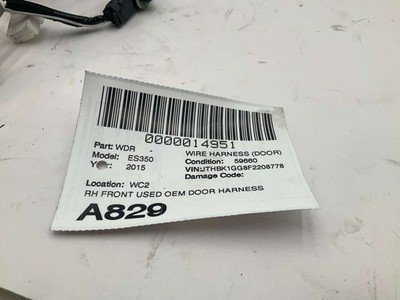 0000014951
Part: WDR WIRE HARNESS (DOOR)
Model: ES350 Condition: 59660
2015 VIN:JTHBK1GG8F2208778
Damage Code:
Location: WC2
RH FRONT USED OEM DOOR HARNESS
A829